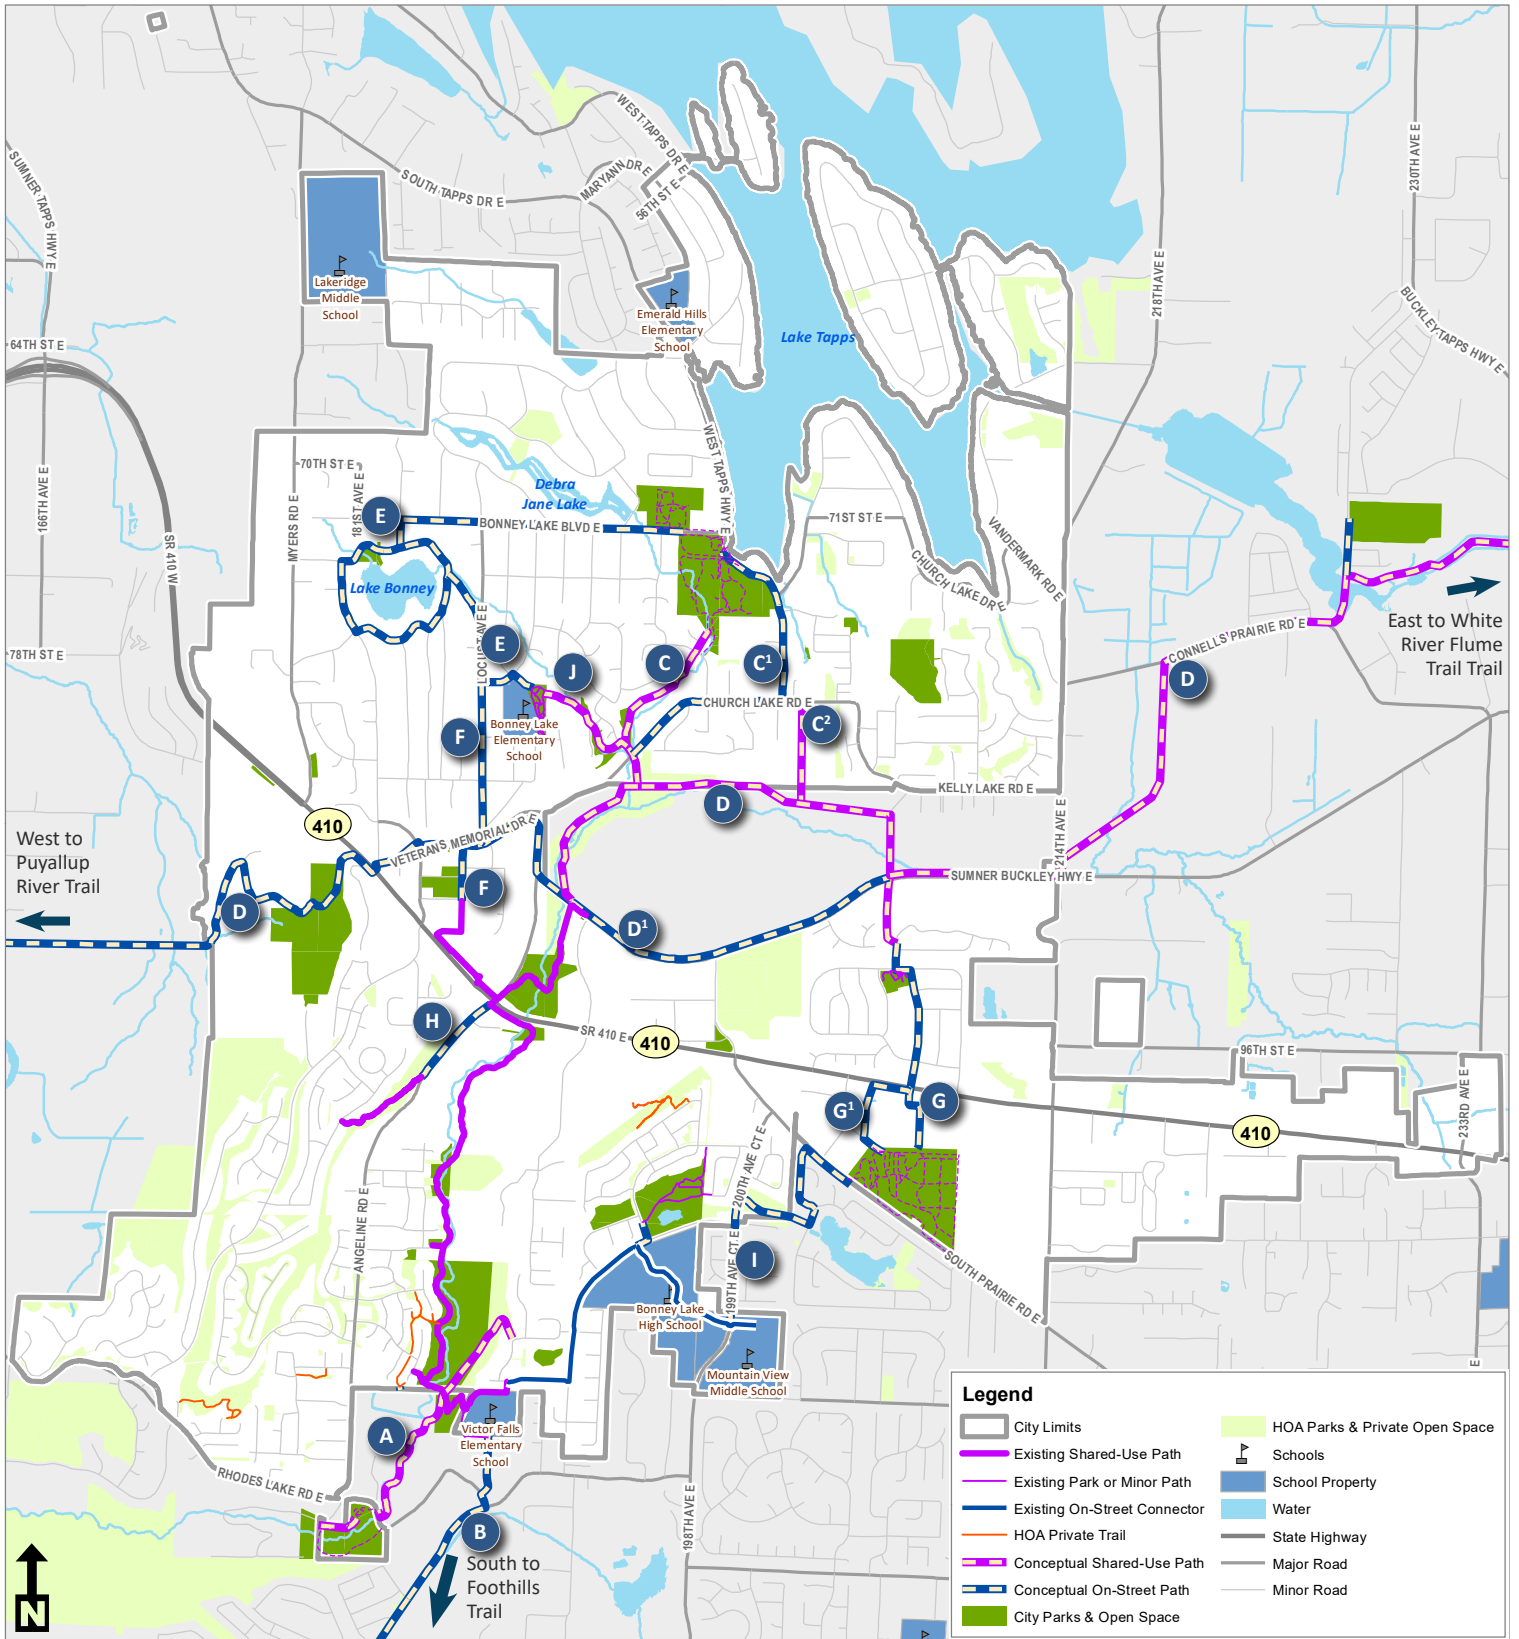 WEST TAPPS DR E
MARYANN DR E
56TH ST E
SOUTH TAPPS DR E
SUMNER TAPPS HWY E
218TH AVE E
230TH AVE E
BUCKLEY TAPPS HWY E
Lakeridge
Middle
School
Emerald Hills
Elementary
School
Lake Tapps
64TH ST E
166TH AVE E
SR 410 W
MYERS RD E
70TH ST E
181ST AVE E
WEST TAPPS HWY E
Debra
Jane Lake
E
BONNEY LAKE BLVD E
71ST ST E
VANDERMARK RD E
CHURCH LAKE DR E
Lake Bonney
LOCUST AVE E
78TH ST E
E
J
C
C1
CONNELLS PRAIRIE RD E
East to White
River Flume
Trail Trail
D
CHURCH LAKE RD E
C2
F
Bonney Lake
Elementary
School
KELLY LAKE RD E
D
410
VETERANS MEMORIAL DR E
214TH AVE E
SUMNER BUCKLEY HWY E
West to
Puyallup
River Trail
F
D
D1
H
SR 410 E
410
96TH ST E
233RD AVE E
G1
G
410
200TH AVE CT E
ANGELINE RD E
199TH AVE CT E
I
SOUTH PRAIRIE RD E
Bonney Lake
High School
Mountain View
Middle School
E
A
Victor Falls
Elementary
School
RHODES LAKE RD E
198TH AVE E
B
South to
Foothills
Trail
N
Legend
City Limits
Existing Shared-Use Path
Existing Park or Minor Path
Existing On-Street Connector
HOA Private Trail
Conceptual Shared-Use Path
Conceptual On-Street Path
City Parks & Open Space
HOA Parks & Private Open Space
Schools
School Property
Water
State Highway
Major Road
Minor Road